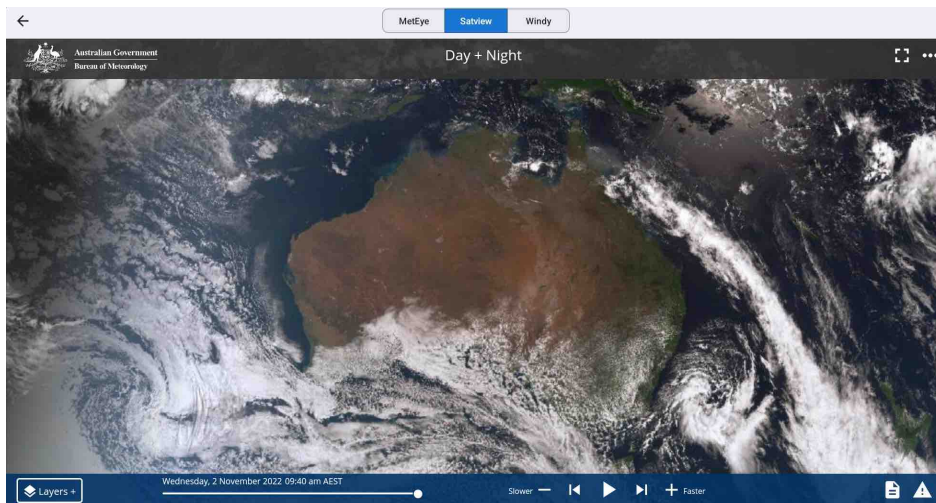 MetEye
Satview
Windy
Australian Government
Bureau of Meteorology
Day + Night
Layers +
Wednesday, 2 November 2022 09:40 am AEST
Slower
Faster